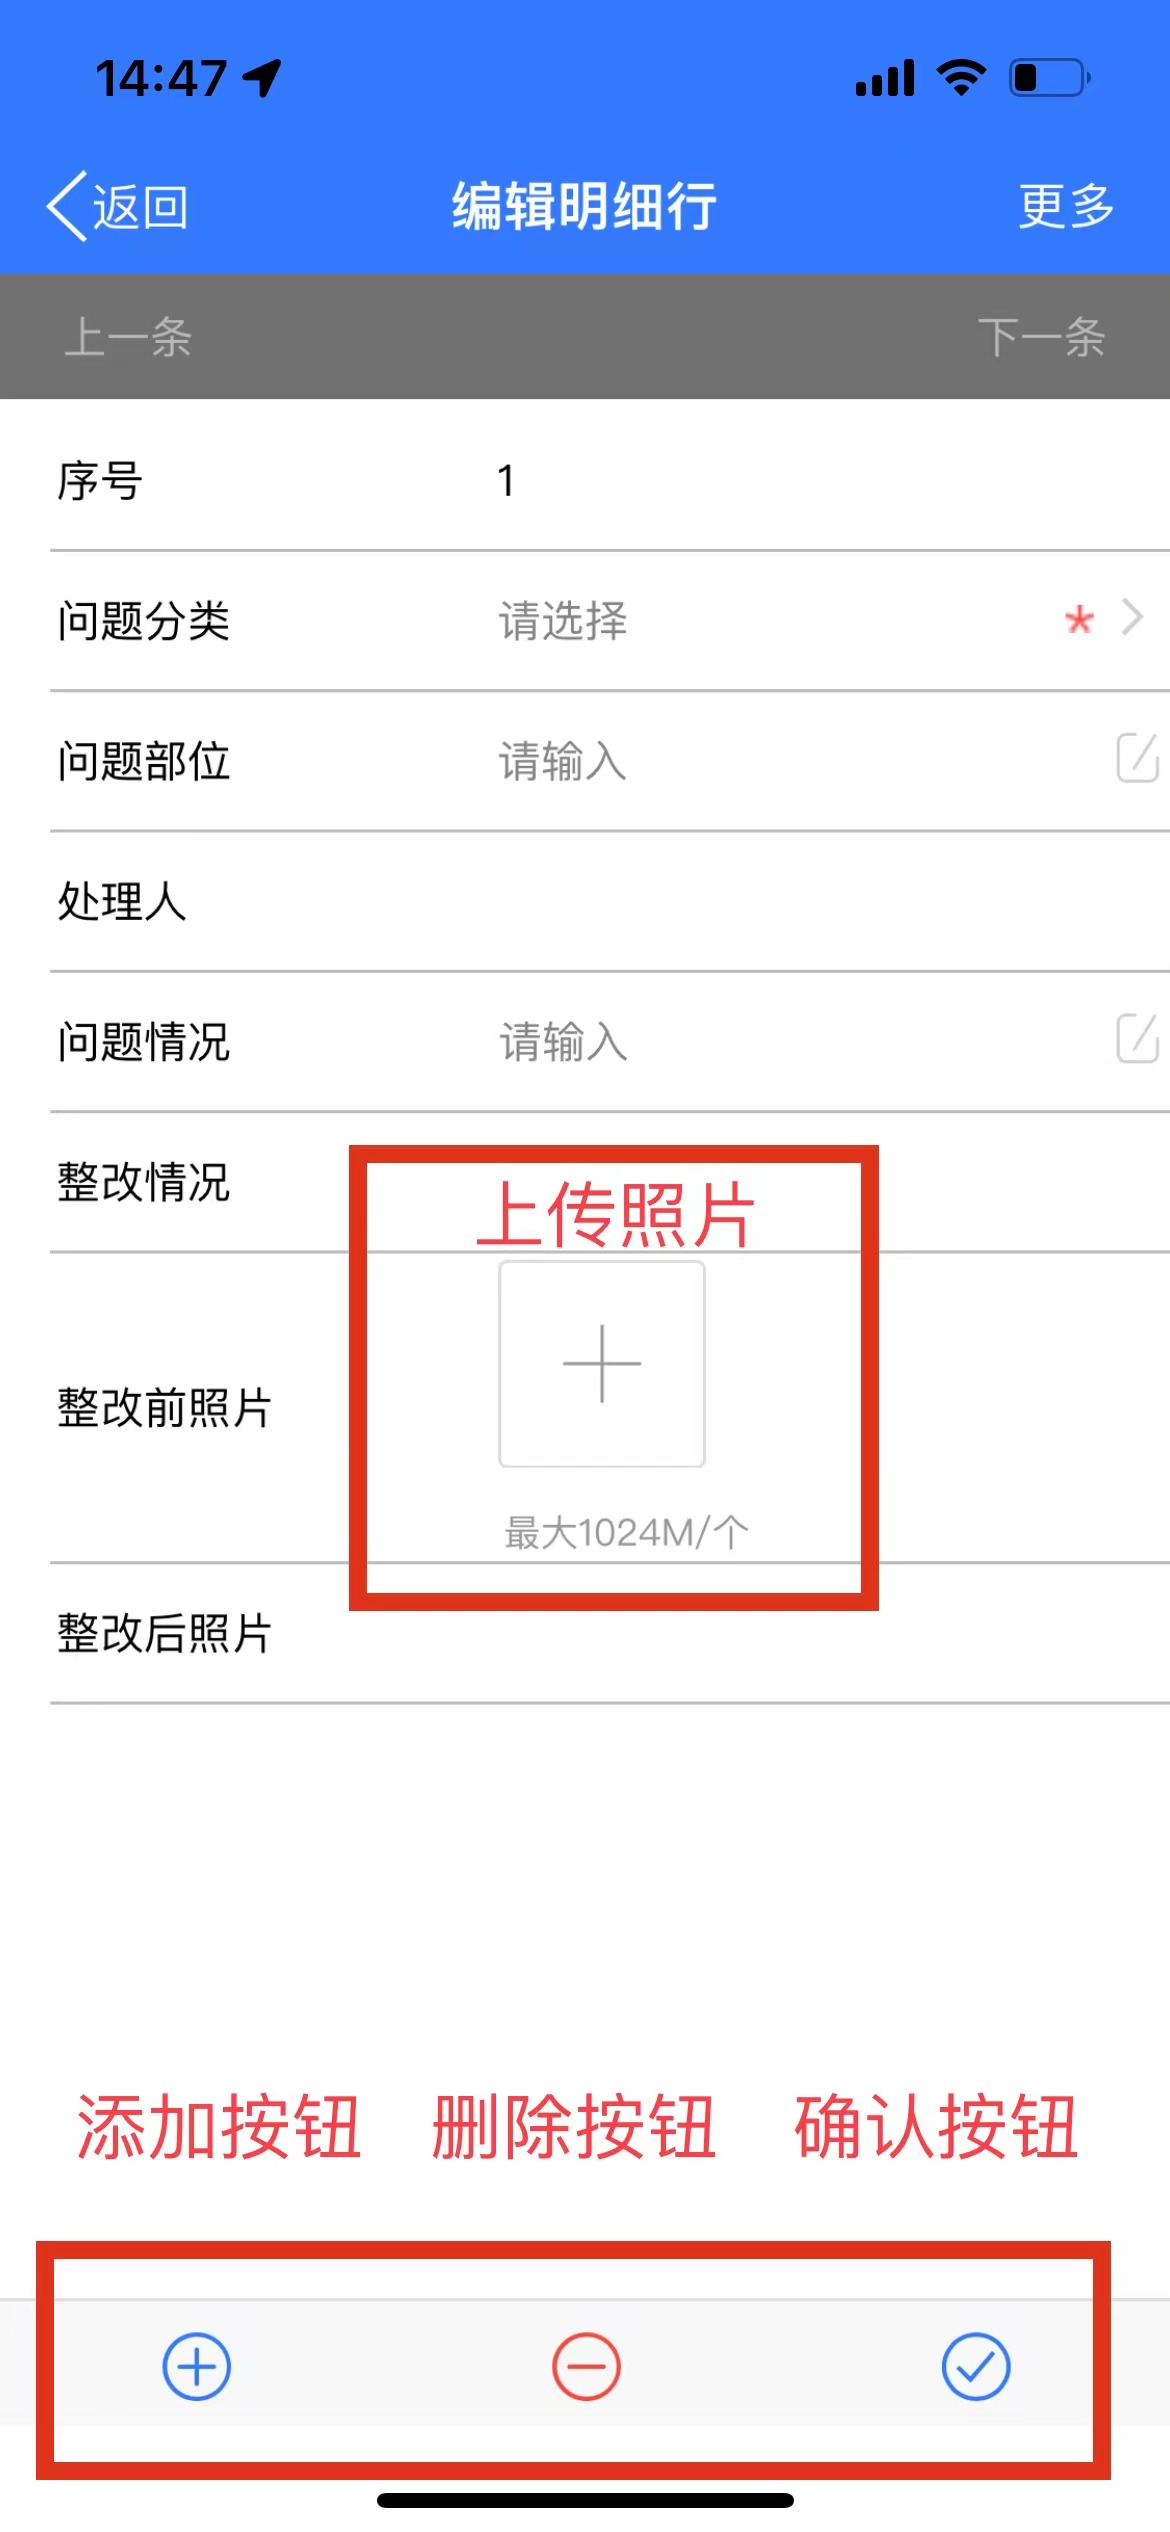 14:47
返回 编辑明细行 更多
上一条 下一条
序号 1
问题分类 请选择 *
问题部位 请输入
处理人
问题情况 请输入
整改情况
上传照片
整改前照片
最大1024M/个
整改后照片
添加按钮 删除按钮 确认按钮